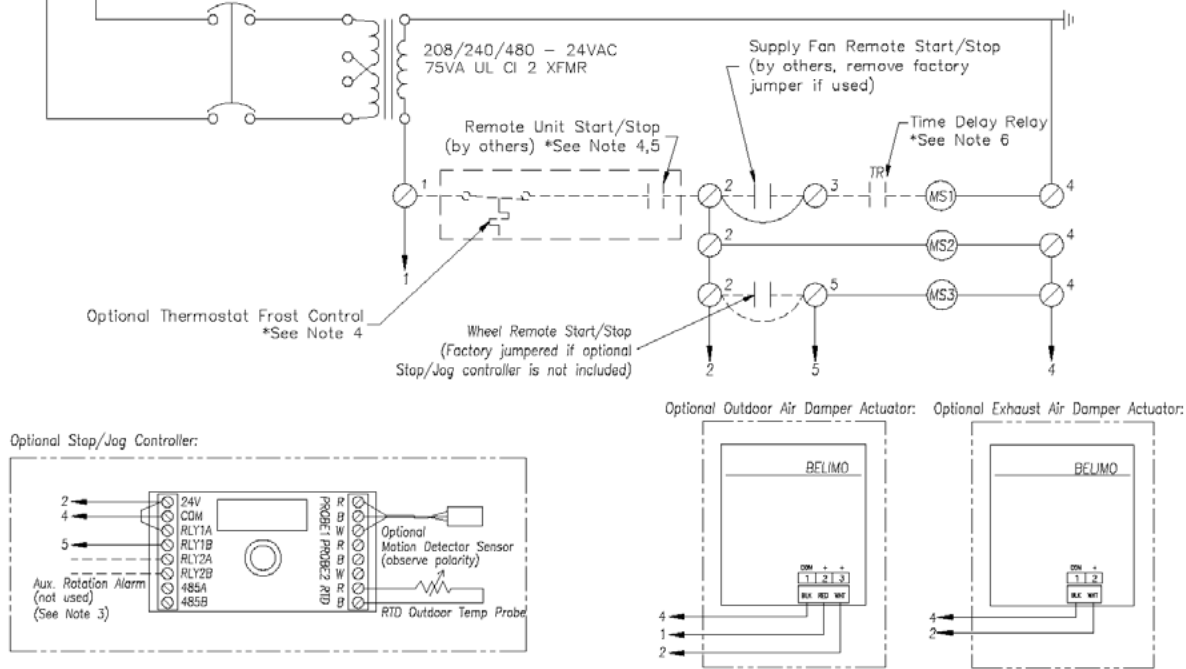 208/240/480 – 24VAC
75VA UL Cl 2 XFMR
Supply Fan Remote Start/Stop
(by others, remove factory
jumper if used)
Remote Unit Start/Stop
(by others) *See Note 4,5
Time Delay Relay
*See Note 6
TR
1
2
3
MS1
4
2
MS2
4
1
2
5
MS3
4
Optional Thermostat Frost Control
*See Note 4
Wheel Remote Start/Stop
(Factory jumpered if optional
Stop/Jog controller is not included)
2
5
4
Optional Stop/Jog Controller:
2
4
5
24V
COM
RLY1A
RLY1B
RLY2A
RLY2B
485A
485B
Aux. Rotation Alarm
(not used)
(See Note 3)
PROBE1
PROBE2
RTD
R
B
W
R
B
W
R
B
Optional
Motion Detector Sensor
(observe polarity)
RTD Outdoor Temp Probe
Optional Outdoor Air Damper Actuator:
BELIMO
COM + +
1 2 3
BLK RED WHT
4
1
2
Optional Exhaust Air Damper Actuator:
BELIMO
COM +
1 2
BLK WHT
4
2